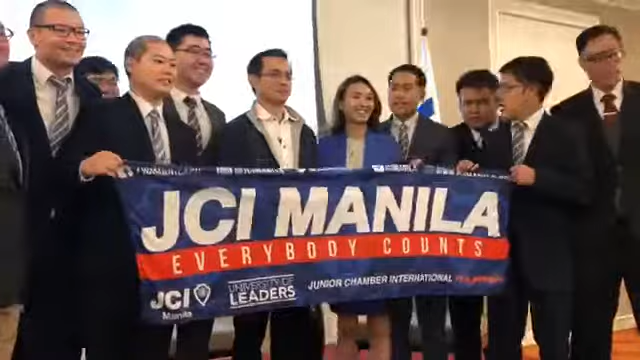 JCI MANILA
EVERYBODY COUNTS
JCI
Manila
UNIVERSITY OF
LEADERS
JUNIOR CHAMBER INTERNATIONAL